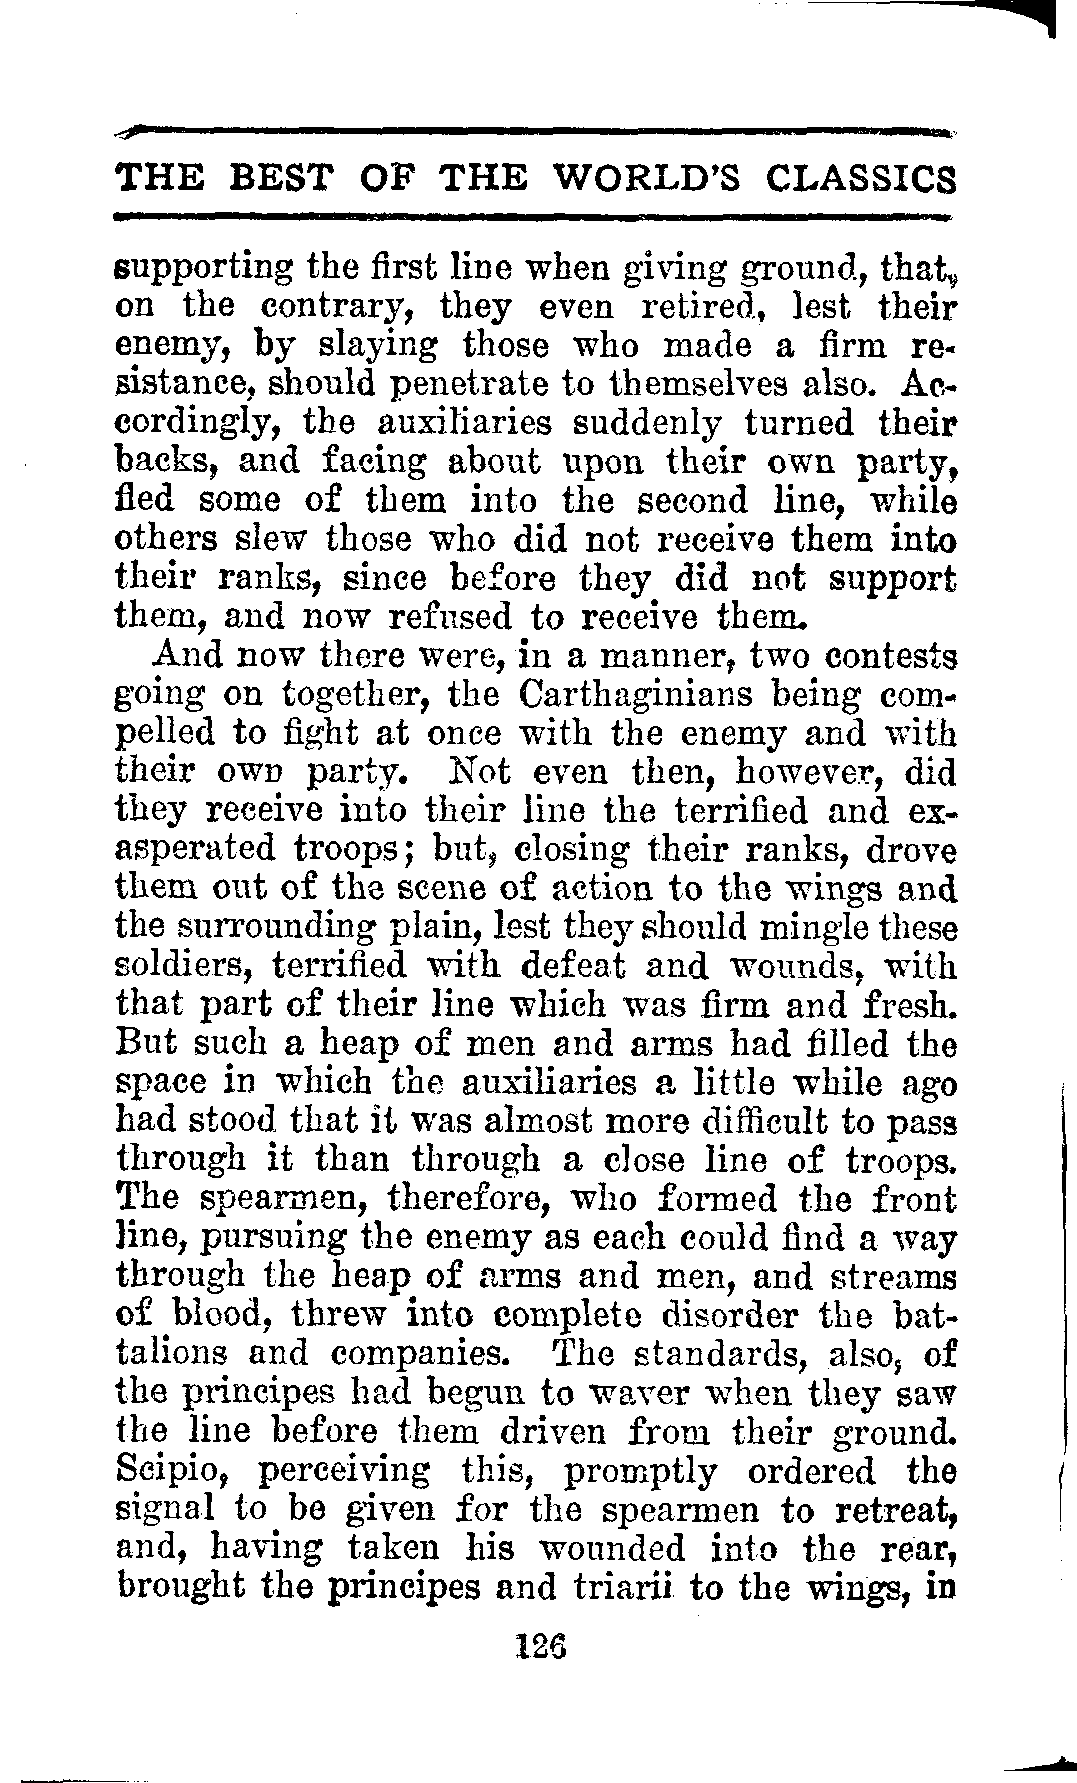 THE BEST OF THE WORLD'S CLASSICS
supporting the first line when giving ground, that,
on the contrary, they even retired, lest their
enemy, by slaying those who made a firm re-
sistance, should penetrate to themselves also. Ac-
cordingly, the auxiliaries suddenly turned their
backs, and facing about upon their own party,
fled some of them into the second line, while
others slew those who did not receive them into
their ranks, since before they did not support
them, and now refused to receive them.
And now there were, in a manner, two contests
going on together, the Carthaginians being com-
pelled to fight at once with the enemy and with
their own party. Not even then, however, did
they receive into their line the terrified and ex-
asperated troops; but, closing their ranks, drove
them out of the scene of action to the wings and
the surrounding plain, lest they should mingle these
soldiers, terrified with defeat and wounds, with
that part of their line which was firm and fresh.
But such a heap of men and arms had filled the
space in which the auxiliaries a little while ago
had stood that it was almost more difficult to pass
through it than through a close line of troops.
The spearmen, therefore, who formed the front
line, pursuing the enemy as each could find a way
through the heap of arms and men, and streams
of blood, threw into complete disorder the bat-
talions and companies. The standards, also, of
the principes had begun to waver when they saw
the line before them driven from their ground.
Scipio, perceiving this, promptly ordered the
signal to be given for the spearmen to retreat,
and, having taken his wounded into the rear,
brought the principes and triarii to the wings, in
126